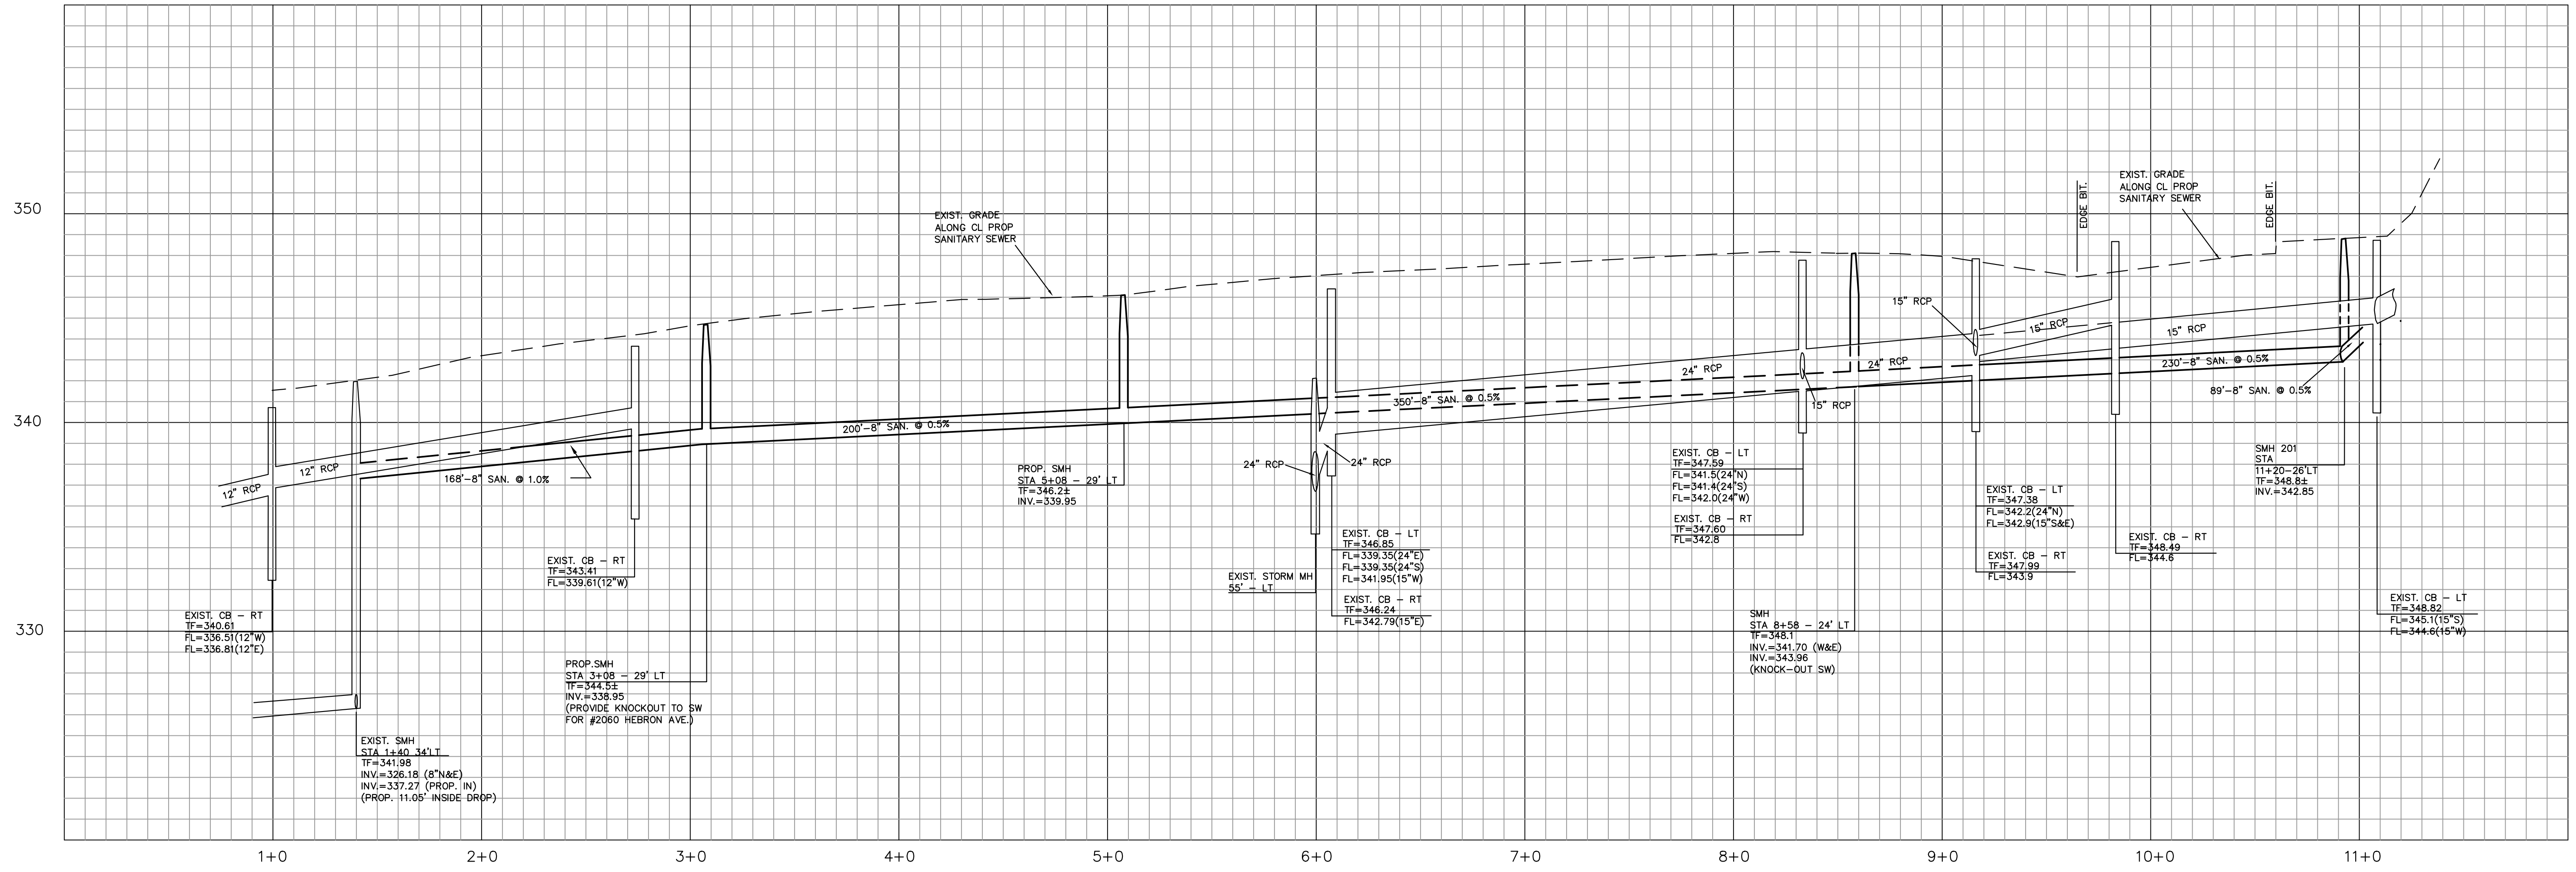 350
340
330
1+0
2+0
3+0
4+0
5+0
6+0
7+0
8+0
9+0
10+0
11+0
12" RCP
12" RCP
168'-8" SAN. @ 1.0%
EXIST. CB - RT
TF=340.61
FL=336.51(12"W)
FL=336.81(12"E)
EXIST. SMH
STA 1+40 34'LT
TF=341.98
INV.=326.18 (8"N&E)
INV.=337.27 (PROP. IN)
(PROP. 11.05' INSIDE DROP)
EXIST. CB - RT
TF=343.41
FL=339.61(12"W)
PROP.SMH
STA 3+08 - 29' LT
TF=344.5±
INV.=338.95
(PROVIDE KNOCKOUT TO SW
FOR #2060 HEBRON AVE.)
200'-8" SAN. @ 0.5%
EXIST. GRADE
ALONG CL PROP
SANITARY SEWER
PROP. SMH
STA 5+08 - 29' LT
TF=346.2±
INV.=339.95
24" RCP
24" RCP
EXIST. STORM MH
55' - LT
EXIST. CB - LT
TF=346.85
FL=339.35(24"E)
FL=339.35(24"S)
FL=341.95(15"W)
EXIST. CB - RT
TF=346.24
FL=342.79(15"E)
350'-8" SAN. @ 0.5%
24" RCP
EXIST. CB - LT
TF=347.59
FL=341.5(24"N)
FL=341.4(24"S)
FL=342.0(24"W)
EXIST. CB - RT
TF=347.60
FL=342.8
15" RCP
SMH
STA 8+58 - 24' LT
TF=348.1
INV.=341.70 (W&E)
INV.=343.96
(KNOCK-OUT SW)
24" RCP
15" RCP
EXIST. CB - LT
TF=347.38
FL=342.2(24"N)
FL=342.9(15"S&E)
EXIST. CB - RT
TF=347.99
FL=343.9
15" RCP
EDGE BIT.
EXIST. GRADE
ALONG CL PROP
SANITARY SEWER
EDGE BIT.
15" RCP
EXIST. CB - RT
TF=348.49
FL=344.6
230'-8" SAN. @ 0.5%
89'-8" SAN. @ 0.5%
SMH 201
STA
11+20-26'LT
TF=348.8±
INV.=342.85
EXIST. CB - LT
TF=348.82
FL=345.1(15"S)
FL=344.6(15"W)